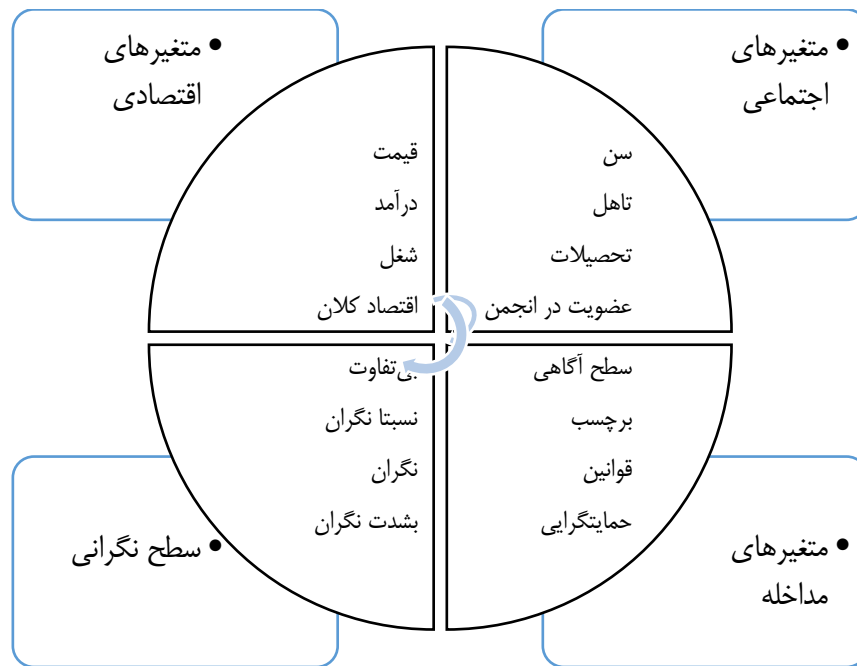 • متغیرهای
اجتماعی
سن
تاهل
تحصیلات
عضویت در انجمن
• متغیرهای
اقتصادی
قیمت
درآمد
شغل
اقتصاد کلان
سطح آگاهی
برچسب
قوانین
حمایتگرایی
• متغیرهای
مداخله
بی‌تفاوت
نسبتا نگران
نگران
بشدت نگران
• سطح نگرانی